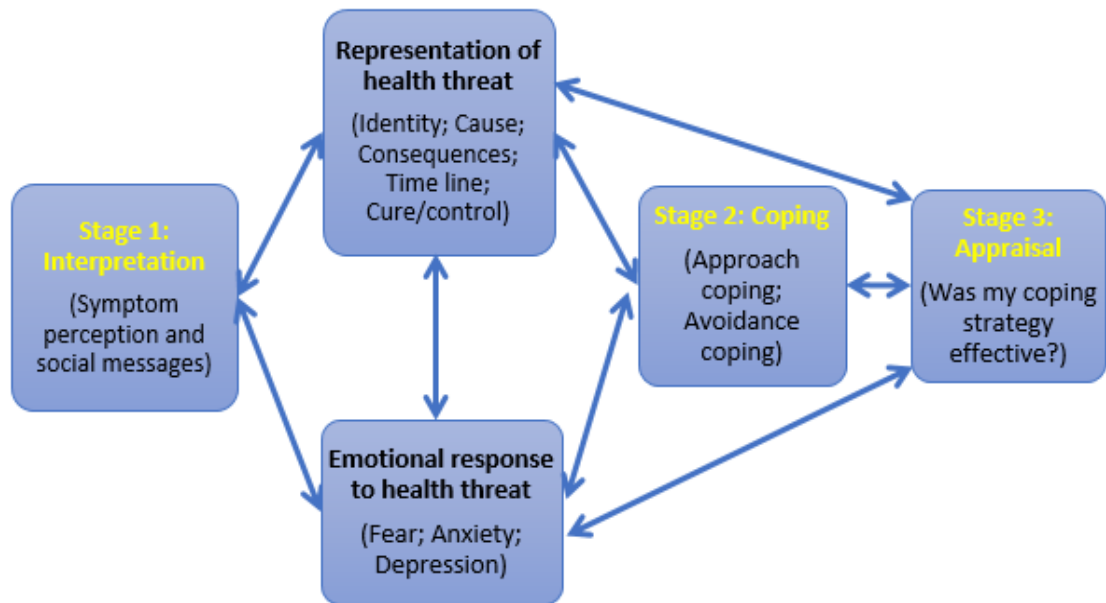 Representation of
health threat
(Identity; Cause;
Consequences;
Time line;
Cure/control)
Stage 1:
Interpretation
(Symptom
perception and
social messages)
Stage 2: Coping
(Approach
coping;
Avoidance
coping)
Stage 3:
Appraisal
(Was my coping
strategy
effective?)
Emotional response
to health threat
(Fear; Anxiety;
Depression)